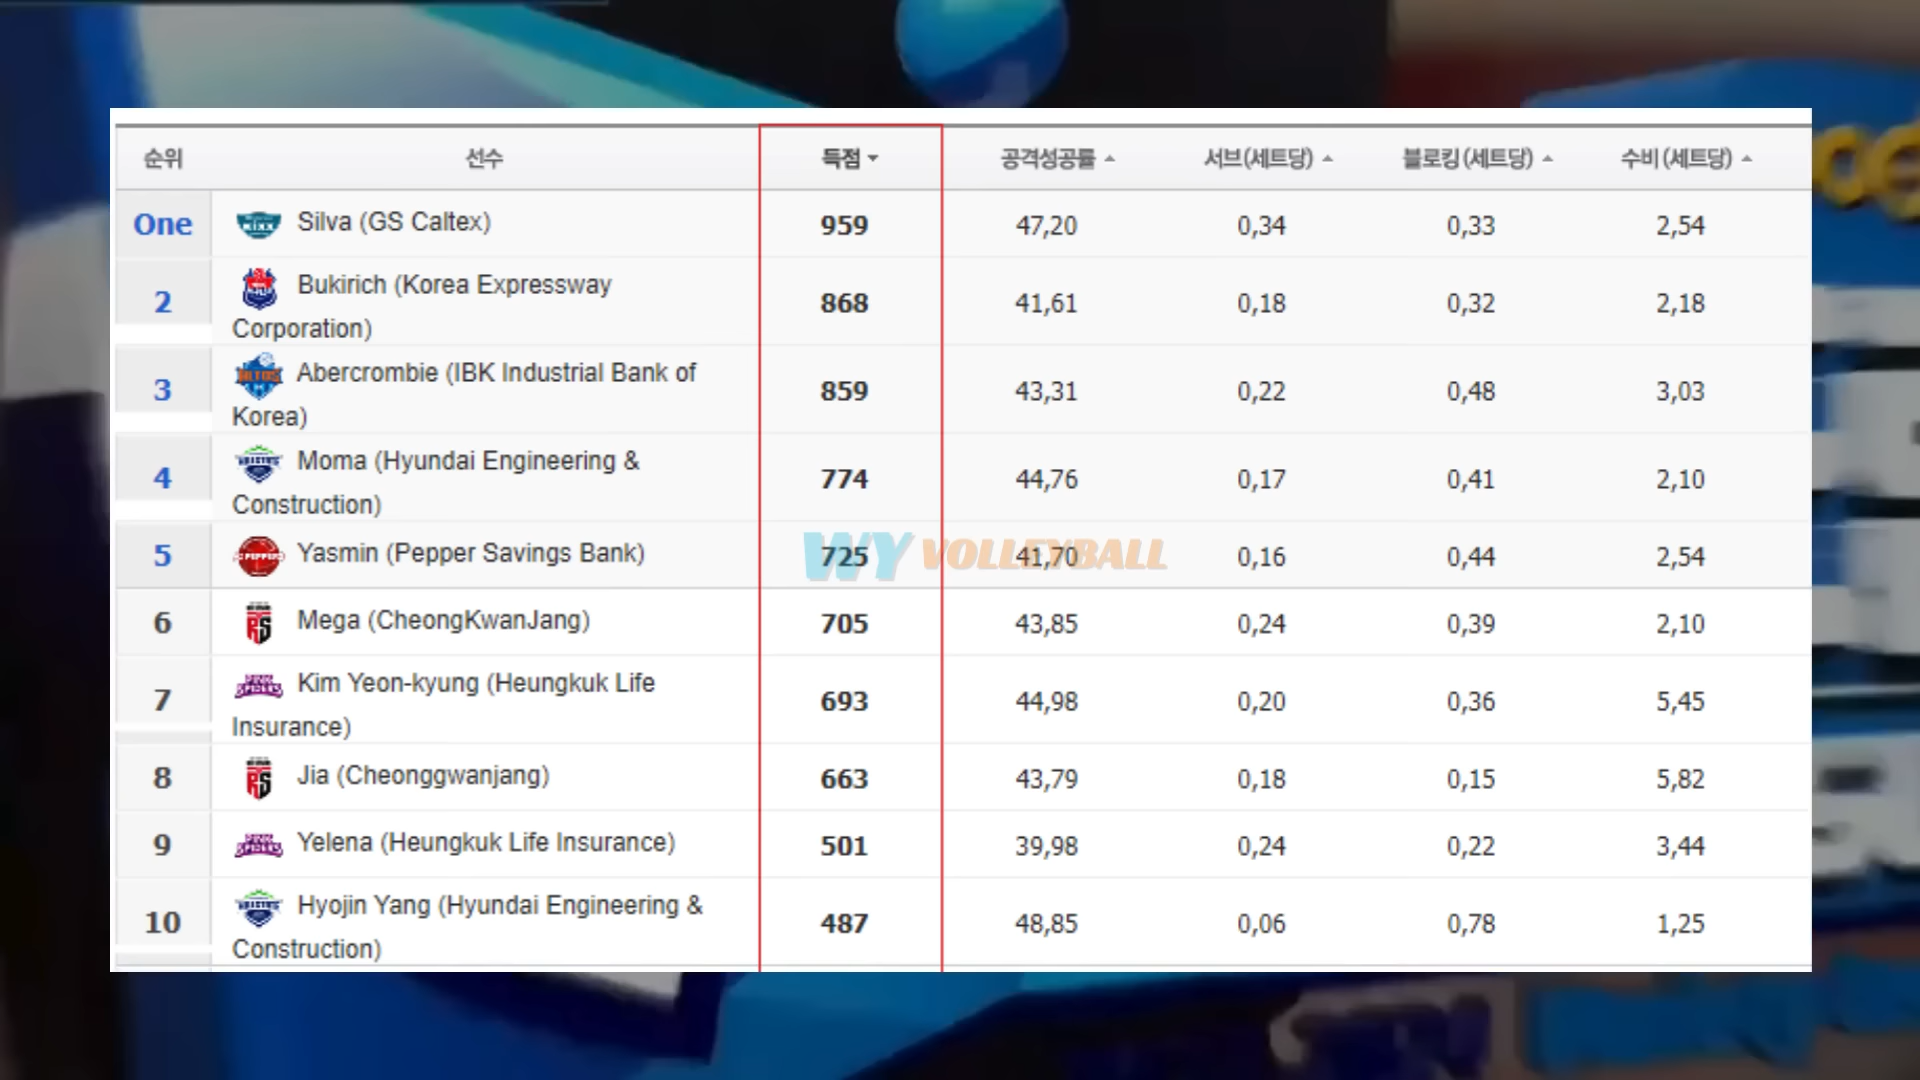 순위 선수 득점 공격성공률 서브(세트당) 블로킹(세트당) 수비(세트당)
One Silva (GS Caltex) 959 47,20 0,34 0,33 2,54
2 Bukirich (Korea Expressway
Corporation) 868 41,61 0,18 0,32 2,18
3 Abercrombie (IBK Industrial Bank of
Korea) 859 43,31 0,22 0,48 3,03
4 Moma (Hyundai Engineering &
Construction) 774 44,76 0,17 0,41 2,10
5 Yasmin (Pepper Savings Bank) 725 41,70 0,16 0,44 2,54
WY VOLLEYBALL
6 Mega (CheongKwanJang) 705 43,85 0,24 0,39 2,10
7 Kim Yeon-kyung (Heungkuk Life
Insurance) 693 44,98 0,20 0,36 5,45
8 Jia (Cheonggwanjang) 663 43,79 0,18 0,15 5,82
9 Yelena (Heungkuk Life Insurance) 501 39,98 0,24 0,22 3,44
10 Hyojin Yang (Hyundai Engineering &
Construction) 487 48,85 0,06 0,78 1,25